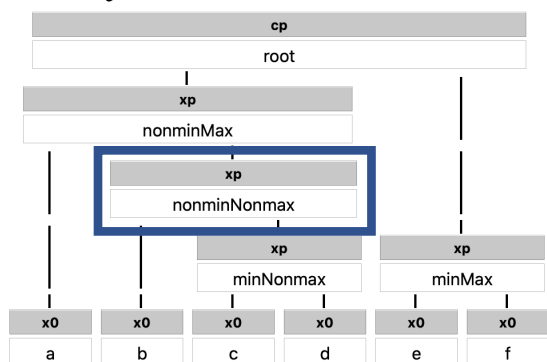 cp
root
xp
nonminMax
xp
nonminNonmax
xp xp
minNonmax minMax
x0 x0 x0 x0 x0 x0
a b c d e f